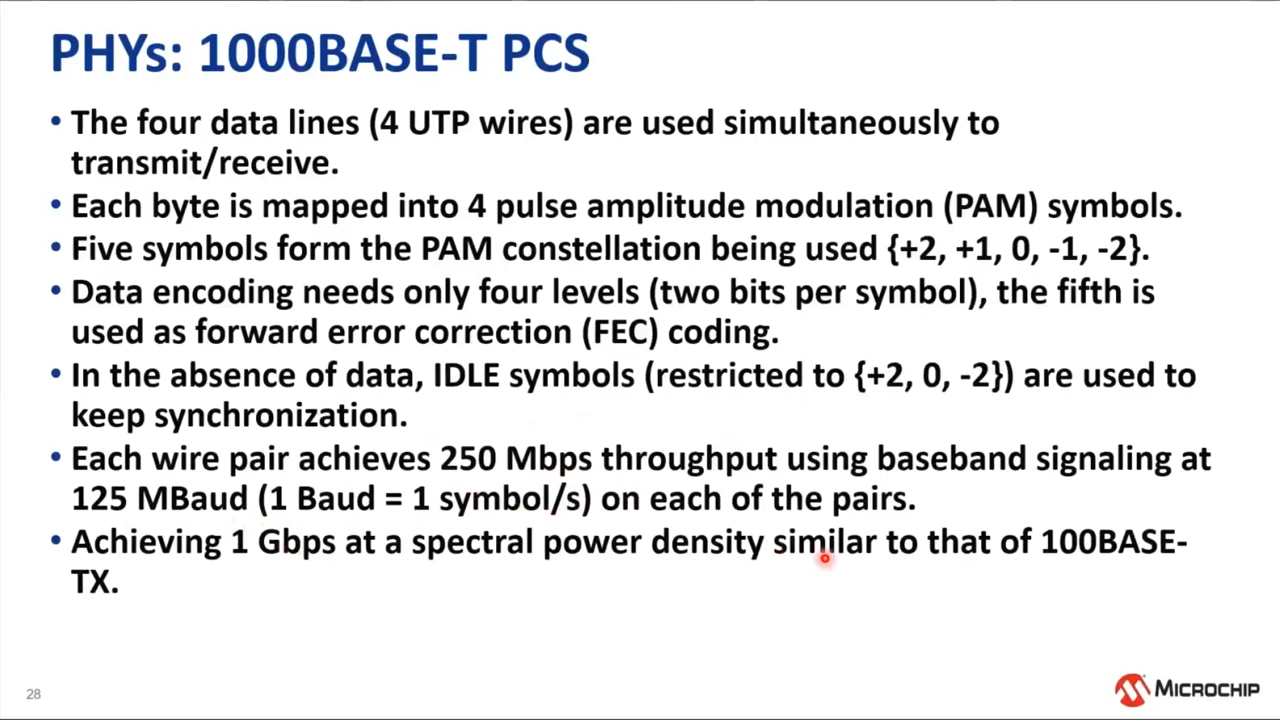 PHYs: 1000BASE-T PCS
• The four data lines (4 UTP wires) are used simultaneously to
transmit/receive.
• Each byte is mapped into 4 pulse amplitude modulation (PAM) symbols.
• Five symbols form the PAM constellation being used {+2, +1, 0, -1, -2}.
• Data encoding needs only four levels (two bits per symbol), the fifth is
used as forward error correction (FEC) coding.
• In the absence of data, IDLE symbols (restricted to {+2, 0, -2}) are used to
keep synchronization.
• Each wire pair achieves 250 Mbps throughput using baseband signaling at
125 MBaud (1 Baud = 1 symbol/s) on each of the pairs.
• Achieving 1 Gbps at a spectral power density similar to that of 100BASE-
TX.
28
MICROCHIP